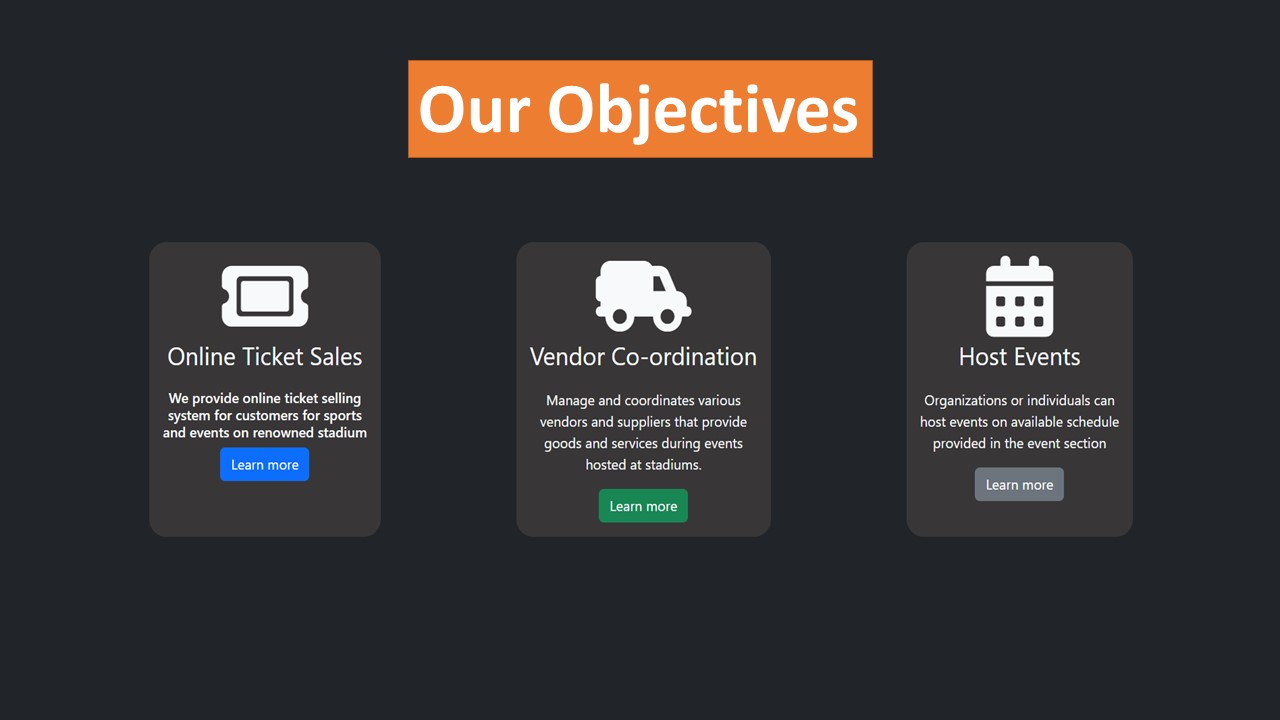 Our Objectives
Online Ticket Sales
We provide online ticket selling
system for customers for sports
and events on renowned stadium
Learn more
Vendor Co-ordination
Manage and coordinates various
vendors and suppliers that provide
goods and services during events
hosted at stadiums.
Learn more
Host Events
Organizations or individuals can
host events on available schedule
provided in the event section
Learn more